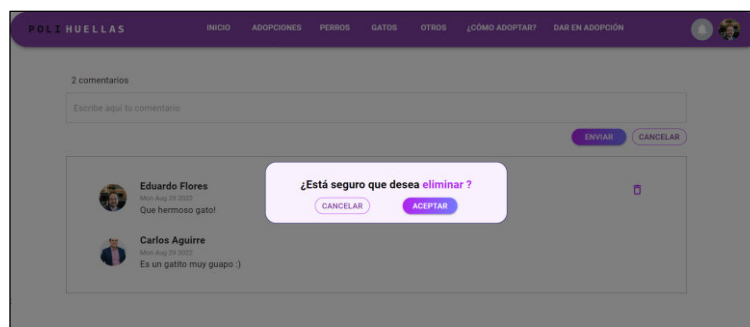 POLI HUELLAS INICIO ADOPCIONES PERROS GATOS OTROS ¿CÓMO ADOPTAR? DAR EN ADOPCIÓN
2 comentarios
Escribe aquí tu comentario
ENVIAR CANCELAR
¿Está seguro que desea eliminar ?
CANCELAR ACEPTAR
Eduardo Flores
Mon Aug 29 2022
Que hermoso gato!
Carlos Aguirre
Mon Aug 29 2022
Es un gatito muy guapo :)